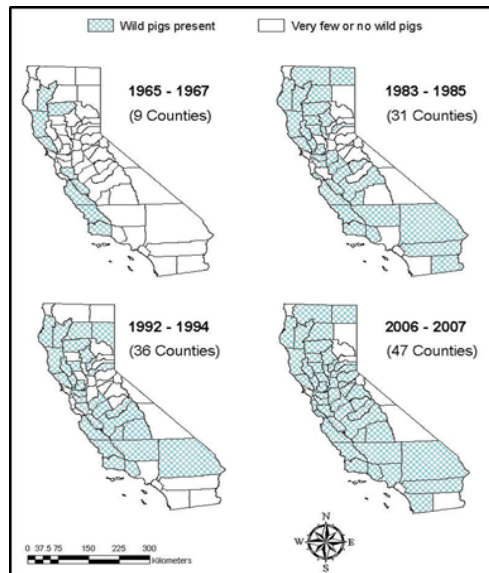 Wild pigs present
Very few or no wild pigs
1965 - 1967
(9 Counties)
1983 - 1985
(31 Counties)
1992 - 1994
(36 Counties)
2006 - 2007
(47 Counties)
0 37.5 75 150 225 300
Kilometers
N
W E
S